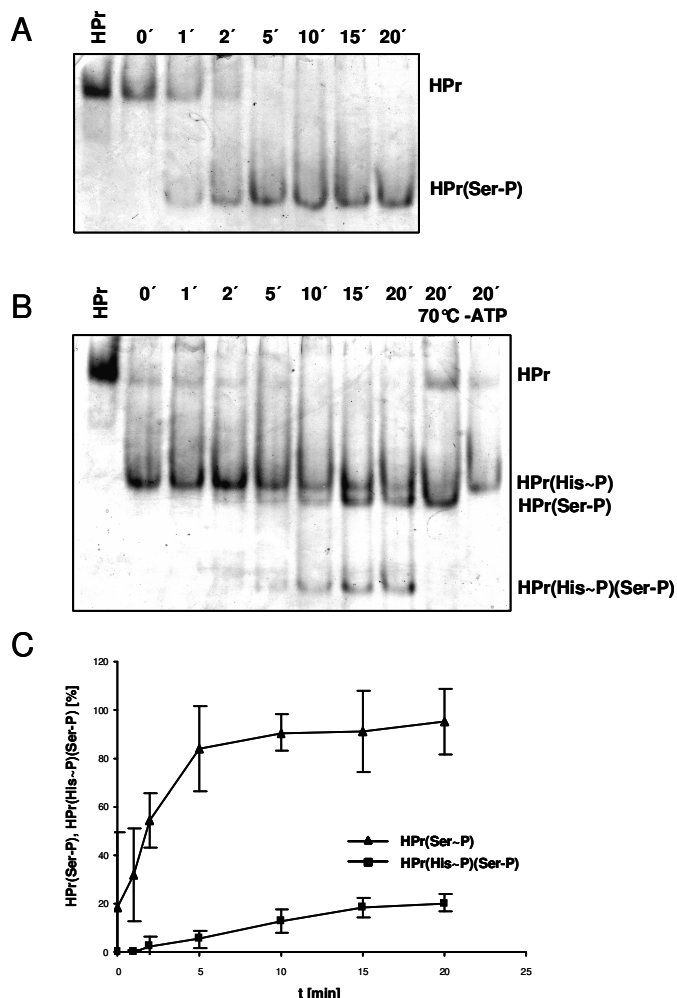 A
HPr 0´ 1´ 2´ 5´ 10´ 15´ 20´
HPr
HPr(Ser-P)
B
HPr 0´ 1´ 2´ 5´ 10´ 15´ 20´ 20´ 20´
70°C -ATP
HPr
HPr(His~P)
HPr(Ser-P)
HPr(His~P)(Ser-P)
C
HPr(Ser-P), HPr(His~P)(Ser-P) [%]
120
100
80
60
40
20
0
HPr(Ser~P)
HPr(His~P)(Ser-P)
0 5 10 15 20 25
t [min]